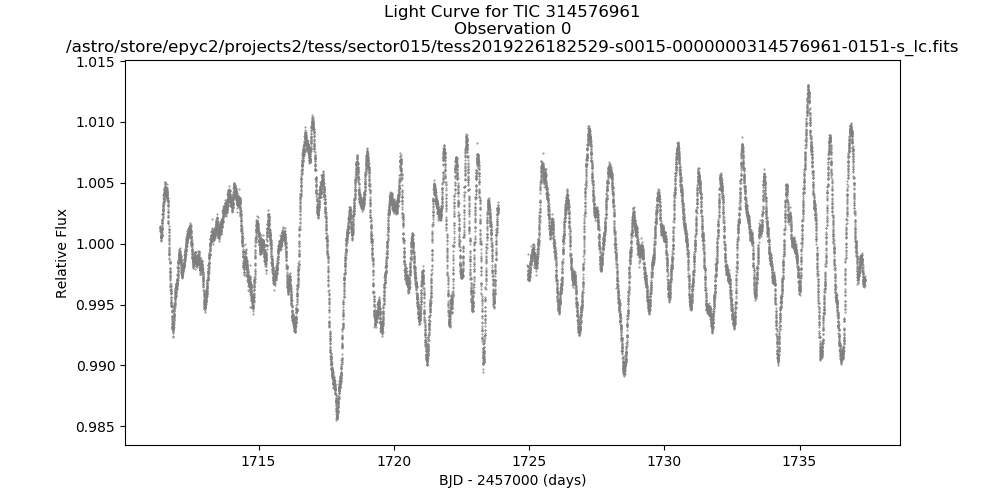 Light Curve for TIC 314576961
Observation 0
/astro/store/epyc2/projects2/tess/sector015/tess2019226182529-s0015-0000000314576961-0151-s_lc.fits
1.015
1.010
1.005
1.000
0.995
0.990
0.985
Relative Flux
1715 1720 1725 1730 1735
BJD - 2457000 (days)